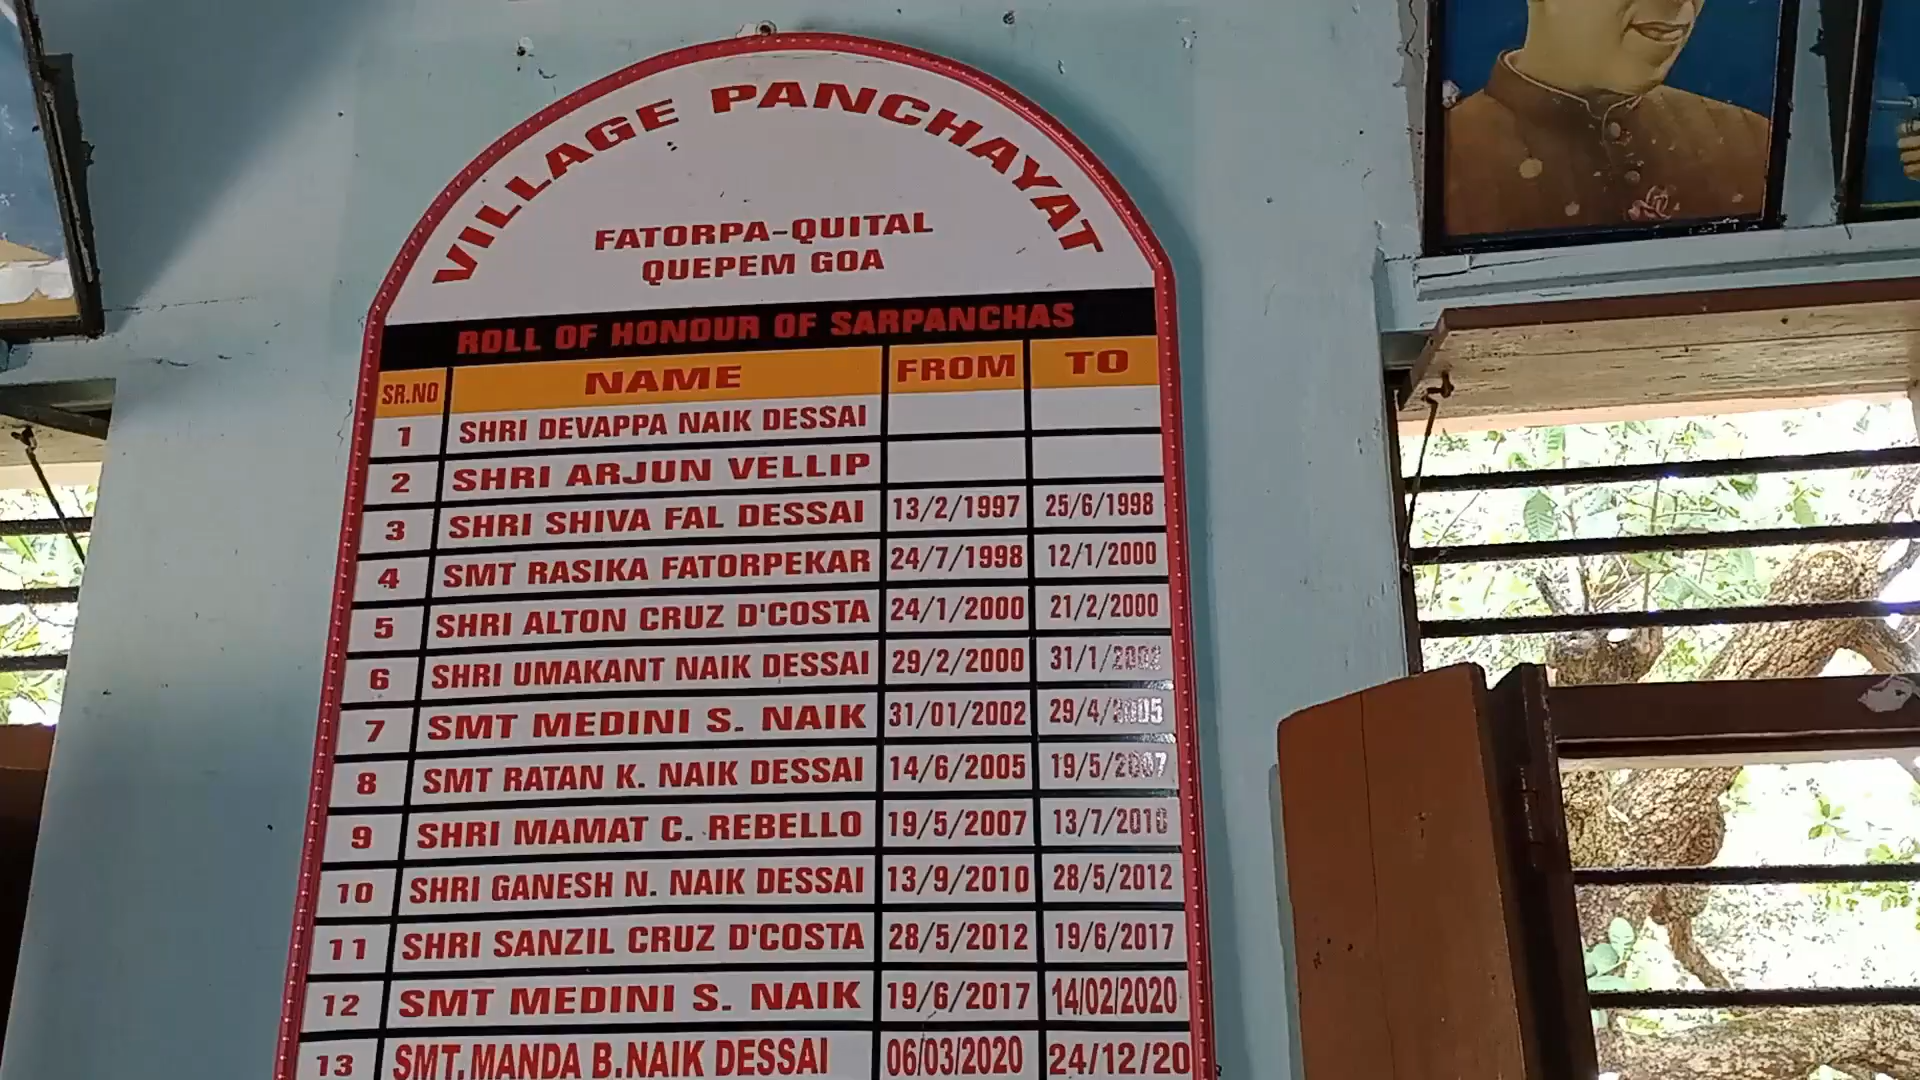 VILLAGE PANCHAYAT
FATORPA-QUITAL
QUEPEM GOA
ROLL OF HONOUR OF SARPANCHAS
SR.NO NAME FROM TO
1 SHRI DEVAPPA NAIK DESSAI
2 SHRI ARJUN VELLIP
3 SHRI SHIVA FAL DESSAI 13/2/1997 25/6/1998
4 SMT RASIKA FATORPEKAR 24/7/1998 12/1/2000
5 SHRI ALTON CRUZ D'COSTA 24/1/2000 21/2/2000
6 SHRI UMAKANT NAIK DESSAI 29/2/2000 31/1/2002
7 SMT MEDINI S. NAIK 31/01/2002 29/4/2005
8 SMT RATAN K. NAIK DESSAI 14/6/2005 19/5/2007
9 SHRI MAMAT C. REBELLO 19/5/2007 13/7/2010
10 SHRI GANESH N. NAIK DESSAI 13/9/2010 28/5/2012
11 SHRI SANZIL CRUZ D'COSTA 28/5/2012 19/6/2017
12 SMT MEDINI S. NAIK 19/6/2017 14/02/2020
13 SMT. MANDA B. NAIK DESSAI 06/03/2020 24/12/20